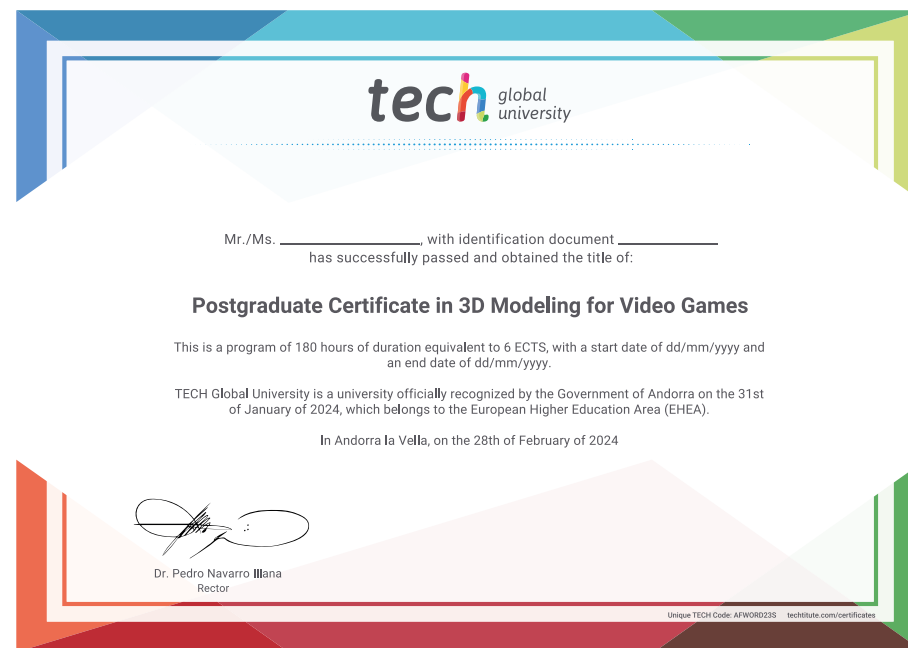 tech global
university
Mr./Ms. ____________________, with identification document ______________
has successfully passed and obtained the title of:
Postgraduate Certificate in 3D Modeling for Video Games
This is a program of 180 hours of duration equivalent to 6 ECTS, with a start date of dd/mm/yyyy and
an end date of dd/mm/yyyy.
TECH Global University is a university officially recognized by the Government of Andorra on the 31st
of January of 2024, which belongs to the European Higher Education Area (EHEA).
In Andorra la Vella, on the 28th of February of 2024
Dr. Pedro Navarro Illana
Rector
Unique TECH Code: AFWORD23S techtitute.com/certificates